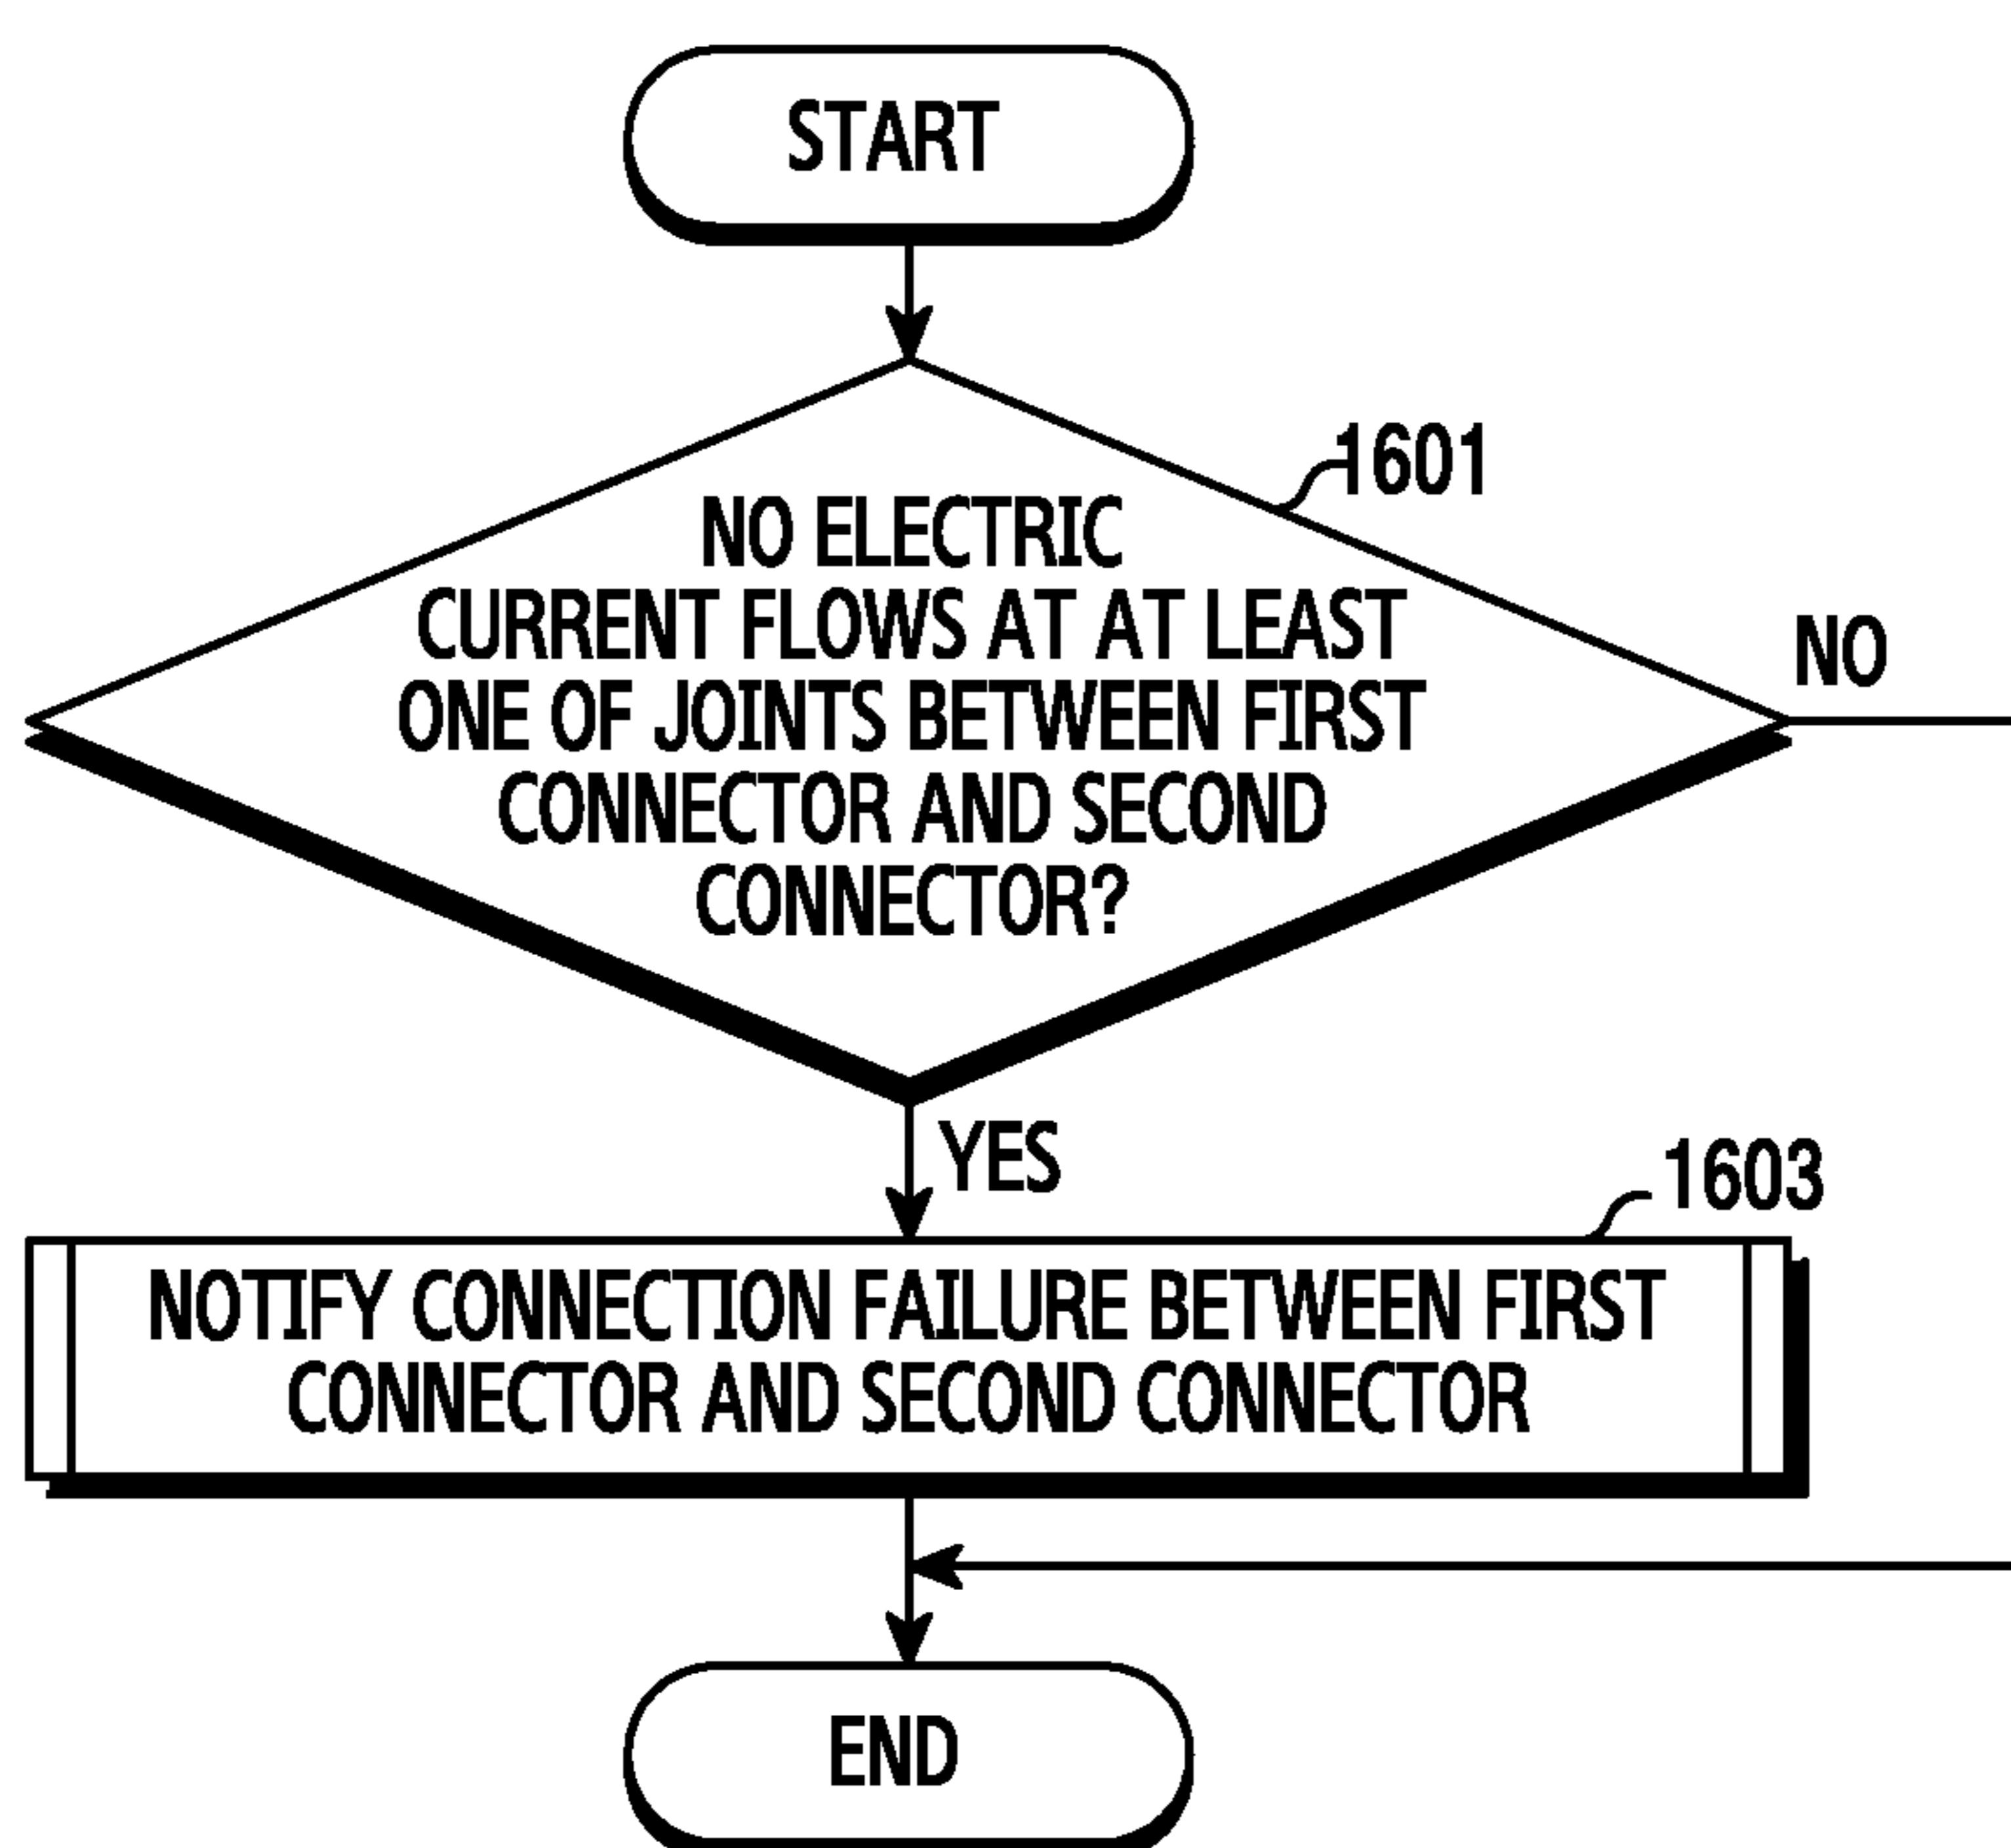 START
1601
NO ELECTRIC
CURRENT FLOWS AT AT LEAST
ONE OF JOINTS BETWEEN FIRST
CONNECTOR AND SECOND
CONNECTOR?
NO
YES
1603
NOTIFY CONNECTION FAILURE BETWEEN FIRST
CONNECTOR AND SECOND CONNECTOR
END